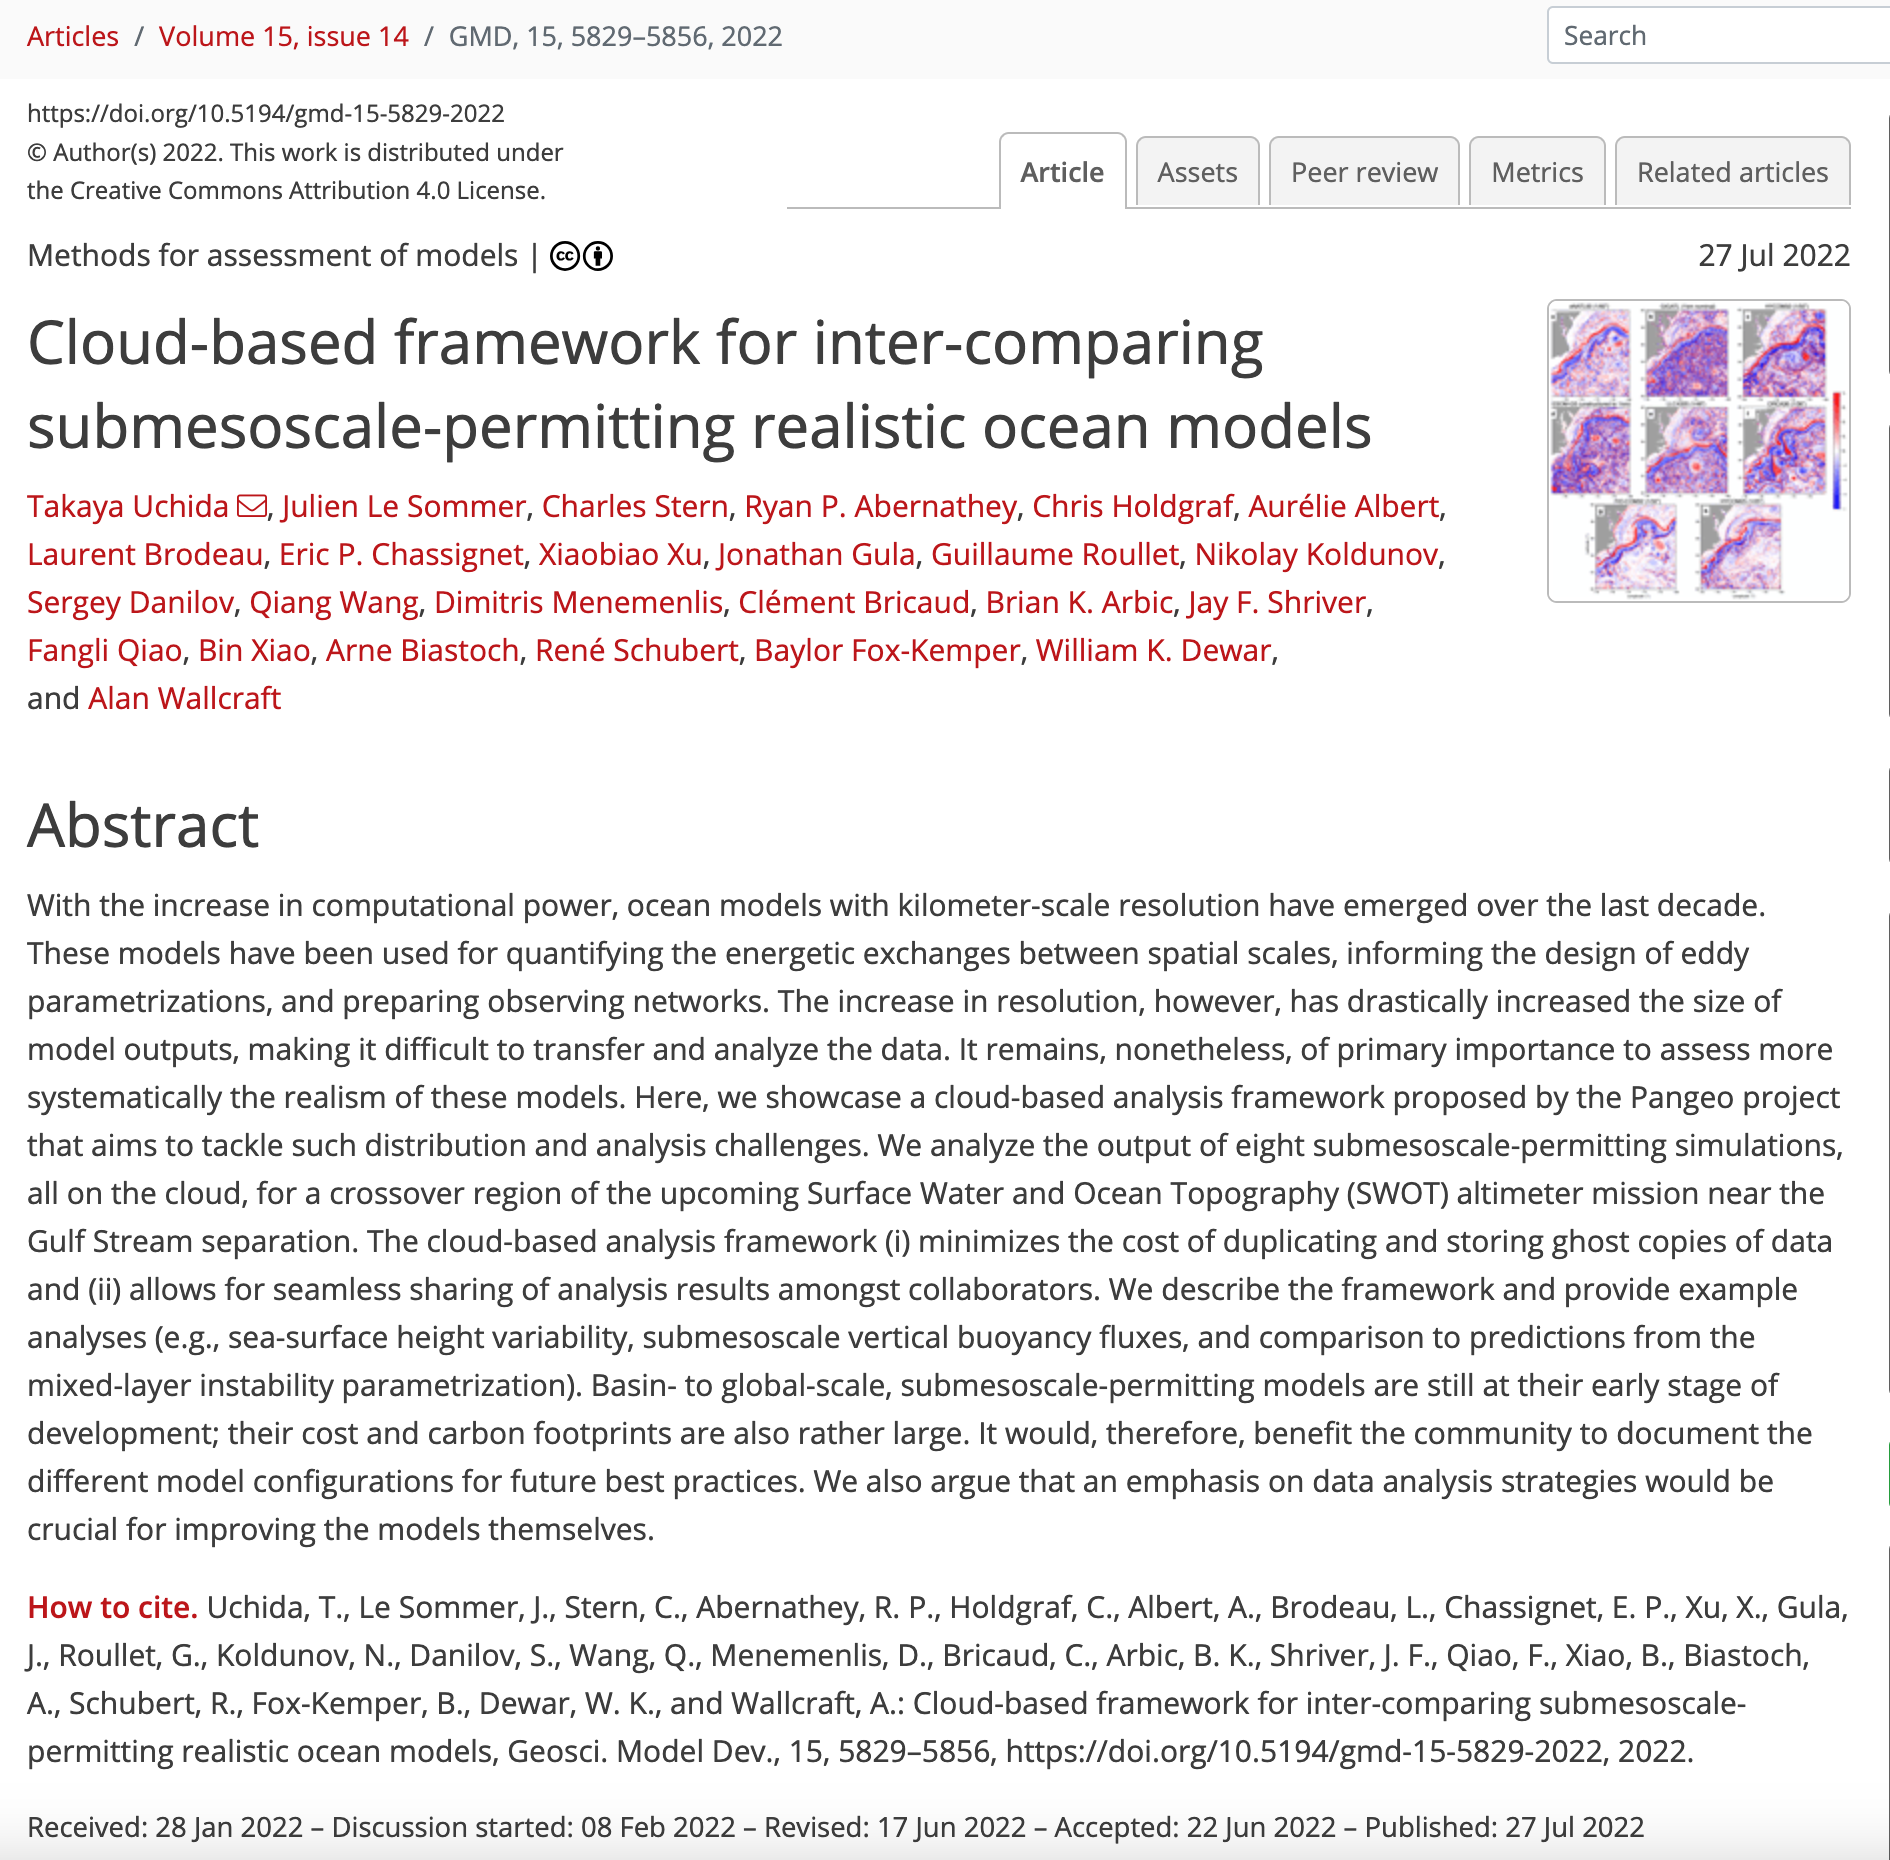 Articles / Volume 15, issue 14 / GMD, 15, 5829–5856, 2022
Search
https://doi.org/10.5194/gmd-15-5829-2022
© Author(s) 2022. This work is distributed under
the Creative Commons Attribution 4.0 License.
Article
Assets
Peer review
Metrics
Related articles
Methods for assessment of models | cc
27 Jul 2022
Cloud-based framework for inter-comparing
submesoscale-permitting realistic ocean models
Takaya Uchida, Julien Le Sommer, Charles Stern, Ryan P. Abernathey, Chris Holdgraf, Aurélie Albert,
Laurent Brodeau, Eric P. Chassignet, Xiaobiao Xu, Jonathan Gula, Guillaume Roullet, Nikolay Koldunov,
Sergey Danilov, Qiang Wang, Dimitris Menemenlis, Clément Bricaud, Brian K. Arbic, Jay F. Shriver,
Fangli Qiao, Bin Xiao, Arne Biastoch, René Schubert, Baylor Fox-Kemper, William K. Dewar,
and Alan Wallcraft
Abstract
With the increase in computational power, ocean models with kilometer-scale resolution have emerged over the last decade.
These models have been used for quantifying the energetic exchanges between spatial scales, informing the design of eddy
parametrizations, and preparing observing networks. The increase in resolution, however, has drastically increased the size of
model outputs, making it difficult to transfer and analyze the data. It remains, nonetheless, of primary importance to assess more
systematically the realism of these models. Here, we showcase a cloud-based analysis framework proposed by the Pangeo project
that aims to tackle such distribution and analysis challenges. We analyze the output of eight submesoscale-permitting simulations,
all on the cloud, for a crossover region of the upcoming Surface Water and Ocean Topography (SWOT) altimeter mission near the
Gulf Stream separation. The cloud-based analysis framework (i) minimizes the cost of duplicating and storing ghost copies of data
and (ii) allows for seamless sharing of analysis results amongst collaborators. We describe the framework and provide example
analyses (e.g., sea-surface height variability, submesoscale vertical buoyancy fluxes, and comparison to predictions from the
mixed-layer instability parametrization). Basin- to global-scale, submesoscale-permitting models are still at their early stage of
development; their cost and carbon footprints are also rather large. It would, therefore, benefit the community to document the
different model configurations for future best practices. We also argue that an emphasis on data analysis strategies would be
crucial for improving the models themselves.
How to cite. Uchida, T., Le Sommer, J., Stern, C., Abernathey, R. P., Holdgraf, C., Albert, A., Brodeau, L., Chassignet, E. P., Xu, X., Gula,
J., Roullet, G., Koldunov, N., Danilov, S., Wang, Q., Menemenlis, D., Bricaud, C., Arbic, B. K., Shriver, J. F., Qiao, F., Xiao, B., Biastoch,
A., Schubert, R., Fox-Kemper, B., Dewar, W. K., and Wallcraft, A.: Cloud-based framework for inter-comparing submesoscale-
permitting realistic ocean models, Geosci. Model Dev., 15, 5829–5856, https://doi.org/10.5194/gmd-15-5829-2022, 2022.
Received: 28 Jan 2022 – Discussion started: 08 Feb 2022 – Revised: 17 Jun 2022 – Accepted: 22 Jun 2022 – Published: 27 Jul 2022